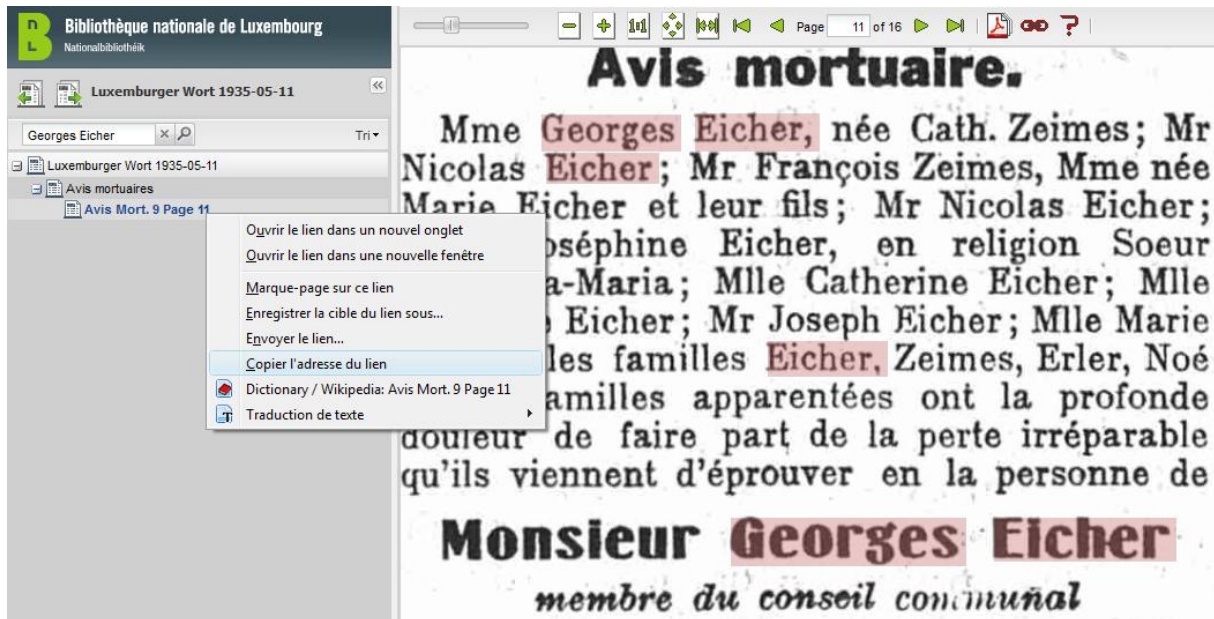 Bibliothèque nationale de Luxembourg
Nationalbibliothéik
Luxemburger Wort 1935-05-11
Georges Eicher
Tri
Luxemburger Wort 1935-05-11
Avis mortuaires
Avis Mort. 9 Page 11
Ouvrir le lien dans un nouvel onglet
Ouvrir le lien dans une nouvelle fenêtre
Marque-page sur ce lien
Enregistrer la cible du lien sous...
Envoyer le lien...
Copier l'adresse du lien
Dictionary / Wikipedia: Avis Mort. 9 Page 11
Traduction de texte
1:1
Page 11 of 16
Avis mortuaire.
Mme Georges Eicher, née Cath. Zeimes; Mr
Nicolas Eicher; Mr François Zeimes, Mme née
Marie Eicher et leur fils; Mr Nicolas Eicher;
Eicher, en religion Soeur
a-Maria; Mlle Catherine Eicher; Mlle
Eicher; Mr Joseph Eicher; Mlle Marie
les familles Eicher, Zeimes, Erler, Noé
apparentées ont la profonde
douleur de faire part de la perte irréparable
qu'ils viennent d'éprouver en la personne de
Monsieur Georges Eicher
membre du conseil communal